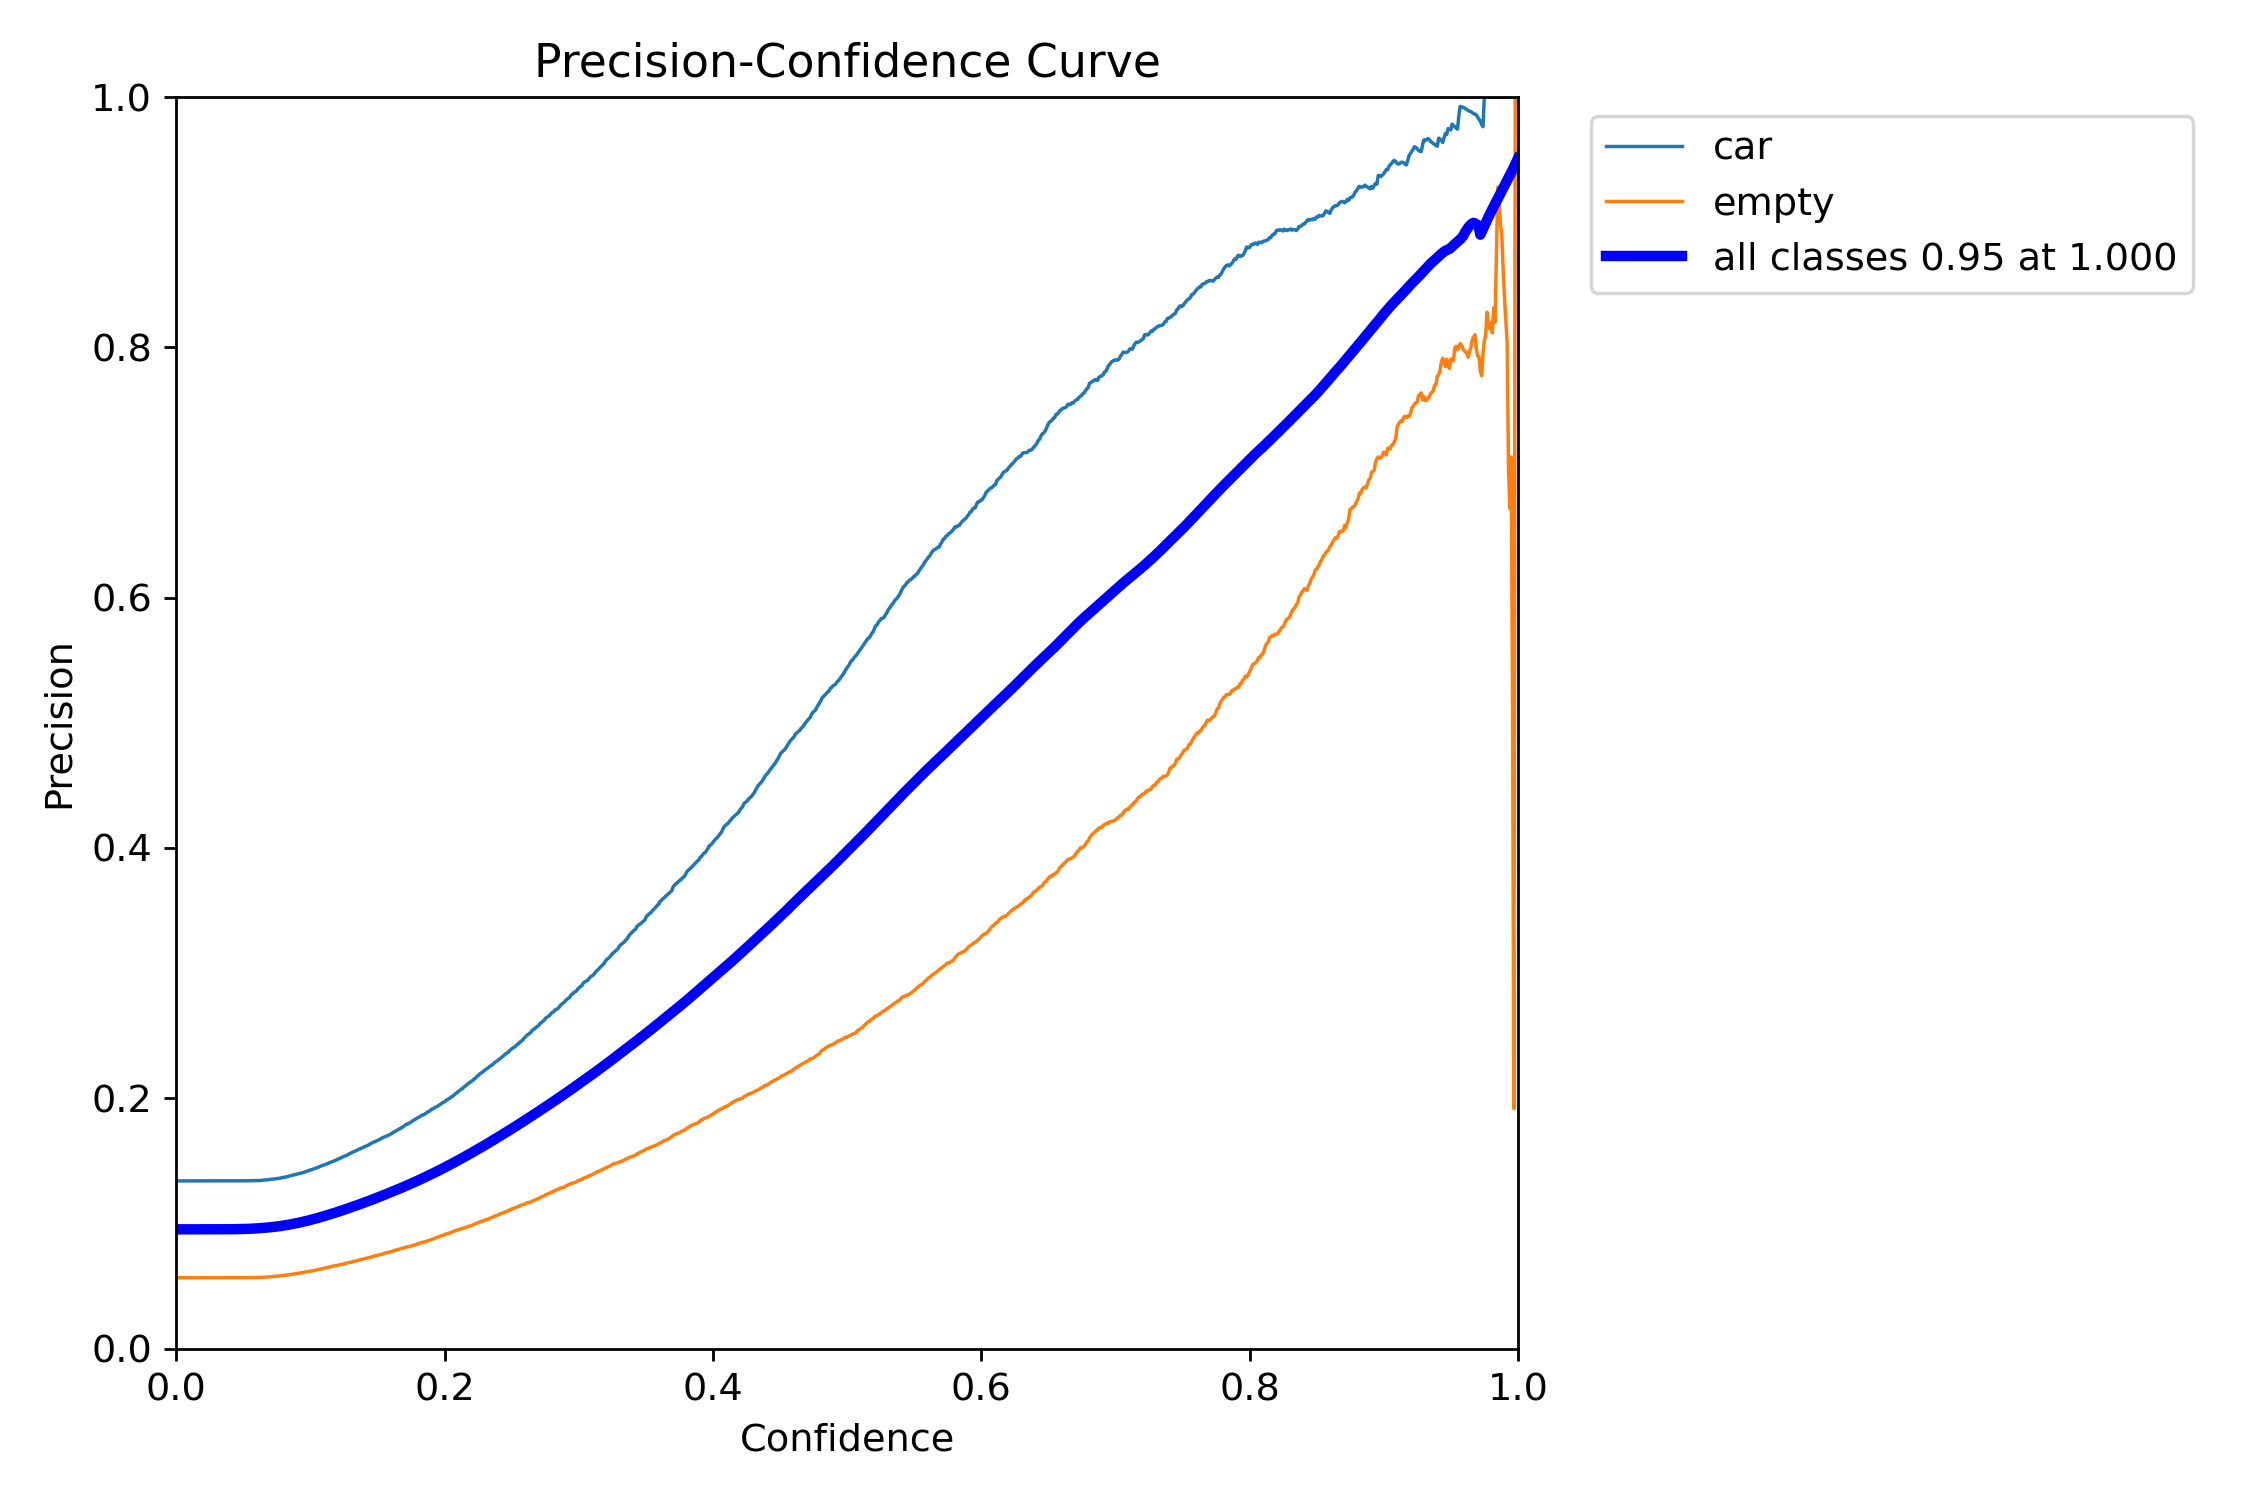 Precision-Confidence Curve
1.0
0.8
0.6
0.4
0.2
0.0
Precision
0.0 0.2 0.4 0.6 0.8 1.0
Confidence
car
empty
all classes 0.95 at 1.000